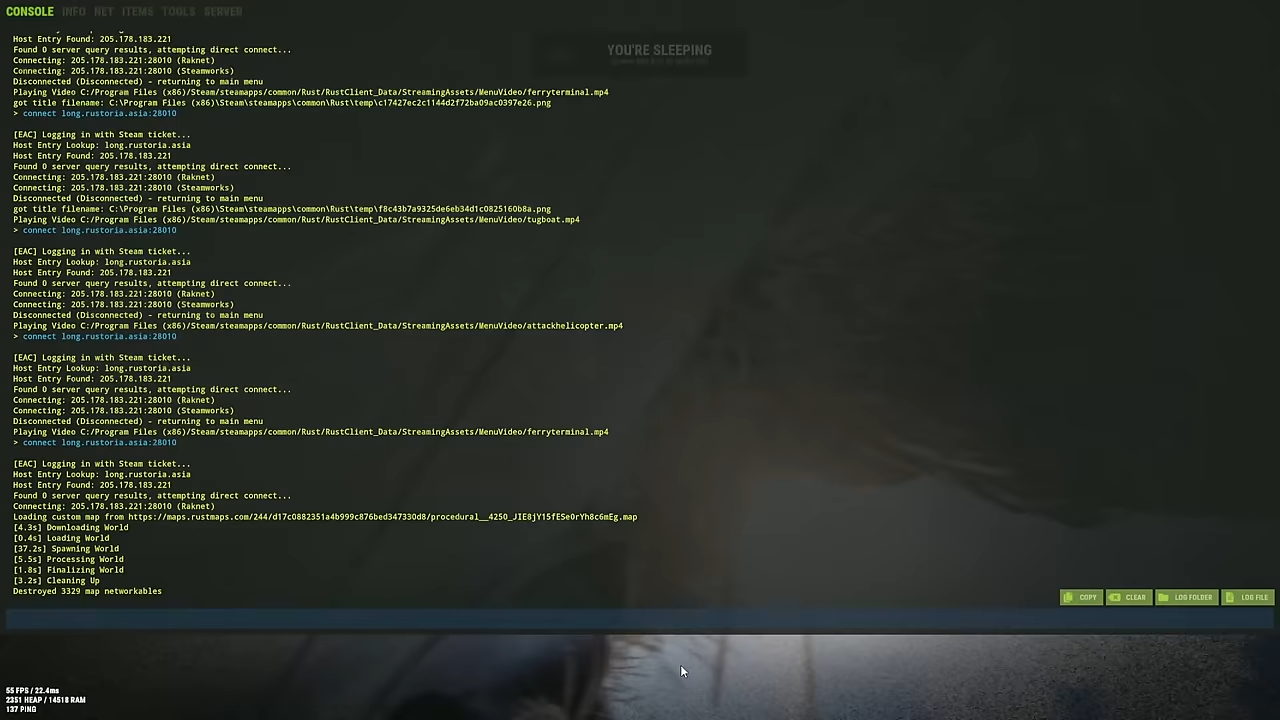 CONSOLE INFO NET ITEMS TOOLS SERVER
YOU'RE SLEEPING
Host Entry Found: 205.178.183.221
Found 0 server query results, attempting direct connect...
Connecting: 205.178.183.221:28010 (Raknet)
Connecting: 205.178.183.221:28010 (Steamworks)
Disconnected (Disconnected) - returning to main menu
Playing Video C:/Program Files (x86)/Steam/steamapps/common/Rust/RustClient_Data/StreamingAssets/MenuVideo/ferryterminal.mp4
got title filename: C:\Program Files (x86)\Steam\steamapps\common\Rust\temp\c17427ec2c1144d2f72ba09ac0397e26.png
> connect long.rustoria.asia:28010
[EAC] Logging in with Steam ticket...
Host Entry Lookup: long.rustoria.asia
Host Entry Found: 205.178.183.221
Found 0 server query results, attempting direct connect...
Connecting: 205.178.183.221:28010 (Raknet)
Connecting: 205.178.183.221:28010 (Steamworks)
Disconnected (Disconnected) - returning to main menu
got title filename: C:\Program Files (x86)\Steam\steamapps\common\Rust\temp\f8c43b7a9325de6eb34d1c0825160b8a.png
Playing Video C:/Program Files (x86)/Steam/steamapps/common/Rust/RustClient_Data/StreamingAssets/MenuVideo/tugboat.mp4
> connect long.rustoria.asia:28010
[EAC] Logging in with Steam ticket...
Host Entry Lookup: long.rustoria.asia
Host Entry Found: 205.178.183.221
Found 0 server query results, attempting direct connect...
Connecting: 205.178.183.221:28010 (Raknet)
Connecting: 205.178.183.221:28010 (Steamworks)
Disconnected (Disconnected) - returning to main menu
Playing Video C:/Program Files (x86)/Steam/steamapps/common/Rust/RustClient_Data/StreamingAssets/MenuVideo/attackhelicopter.mp4
> connect long.rustoria.asia:28010
[EAC] Logging in with Steam ticket...
Host Entry Lookup: long.rustoria.asia
Host Entry Found: 205.178.183.221
Found 0 server query results, attempting direct connect...
Connecting: 205.178.183.221:28010 (Raknet)
Connecting: 205.178.183.221:28010 (Steamworks)
Disconnected (Disconnected) - returning to main menu
Playing Video C:/Program Files (x86)/Steam/steamapps/common/Rust/RustClient_Data/StreamingAssets/MenuVideo/ferryterminal.mp4
> connect long.rustoria.asia:28010
[EAC] Logging in with Steam ticket...
Host Entry Lookup: long.rustoria.asia
Host Entry Found: 205.178.183.221
Found 0 server query results, attempting direct connect...
Connecting: 205.178.183.221:28010 (Raknet)
Loading custom map from https://maps.rustmaps.com/244/d17c0882351a4b999c876bed347330d8/procedural__4250_JIE8jY15fESe0rYh8c6mEg.map
[4.3s] Downloading World
[0.4s] Loading World
[37.2s] Spawning World
[5.5s] Processing World
[1.8s] Finalizing World
[3.2s] Cleaning Up
Destroyed 3329 map networkables
COPY CLEAR LOG FOLDER LOG FILE
55 FPS / 22.4ms
2351 HEAP / 14518 RAM
137 PING